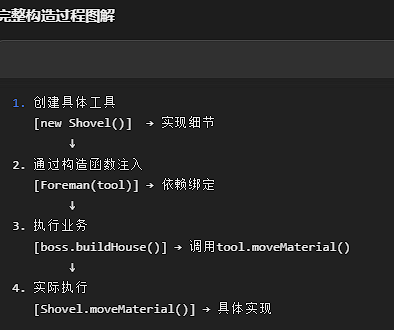 完整构造过程图解
1. 创建具体工具
[new Shovel()] → 实现细节
↓
2. 通过构造函数注入
[Foreman(tool)] → 依赖绑定
↓
3. 执行业务
[boss.buildHouse()] → 调用tool.moveMaterial()
↓
4. 实际执行
[Shovel.moveMaterial()] → 具体实现